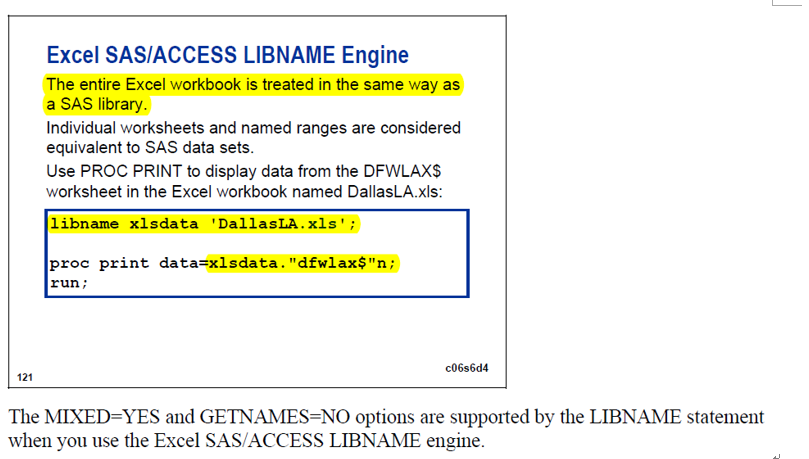 Excel SAS/ACCESS LIBNAME Engine
The entire Excel workbook is treated in the same way as
a SAS library.
Individual worksheets and named ranges are considered
equivalent to SAS data sets.
Use PROC PRINT to display data from the DFWLAX$
worksheet in the Excel workbook named DallasLA.xls:
libname xlsdata 'DallasLA.xls';
proc print data=xlsdata."dfwlax$"n;
run;
c06s6d4
121
The MIXED=YES and GETNAMES=NO options are supported by the LIBNAME statement
when you use the Excel SAS/ACCESS LIBNAME engine.